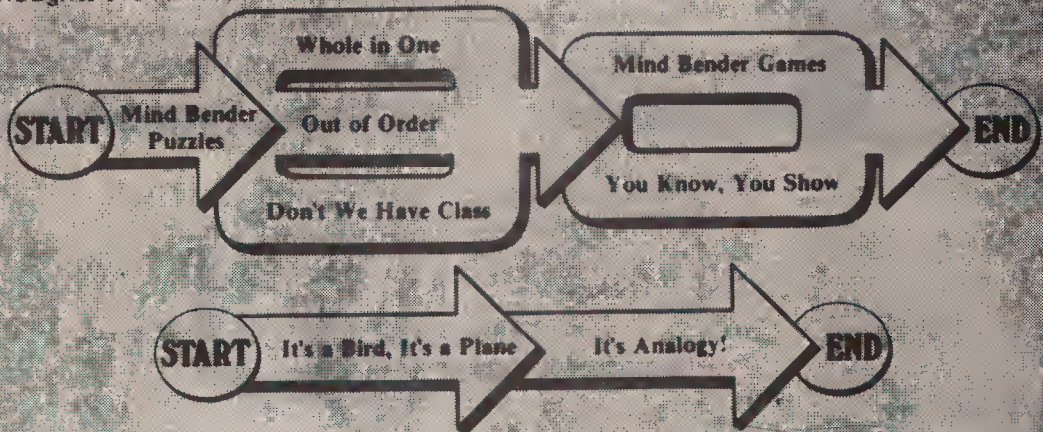 Whole in One
Mind Bender Games
START
Mind Bender
Puzzles
Out of Order
END
Don't We Have Class
You Know, You Show
START
It's a Bird, It's a Plane
It's Analogy!
END